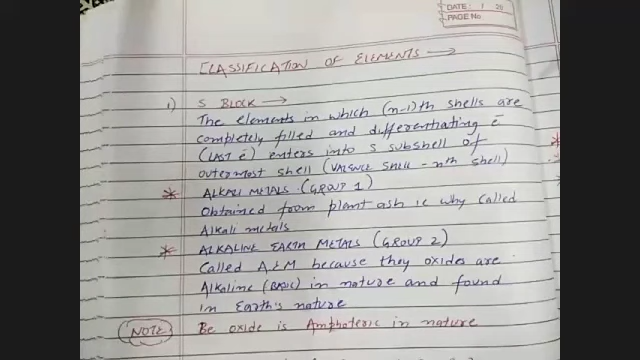 DATE: / 20
PAGE No
CLASSIFICATION OF ELEMENTS →
i) S BLOCK →
The elements in which (n-1)th shells are
completely filled and differentiating e̅
(LAST e̅) enters into s subshell of
outermost shell (VALENCE SHELL - nth shell)
* ALKALI METALS (GROUP 1)
Obtained from plant ash ie why called
Alkali metals
* ALKALINE EARTH METALS (GROUP 2)
Called AEM because they oxides are
Alkaline (BASIC) in nature and found
in Earth's nature
NOTE Be oxide is Amphoteric in nature